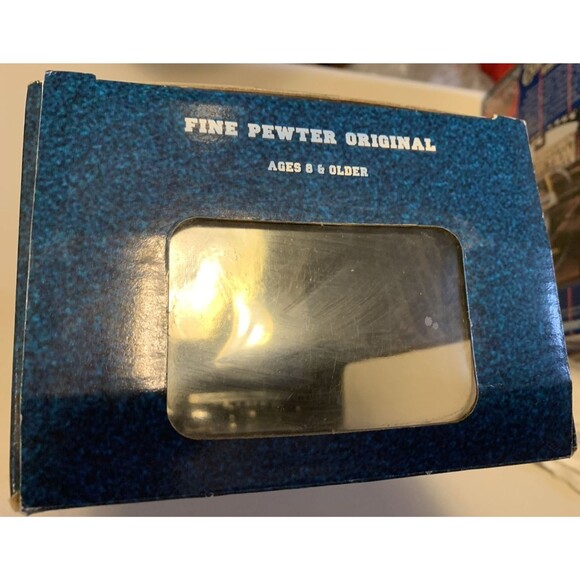 FINE PEWTER ORIGINAL
AGES 8 & OLDER